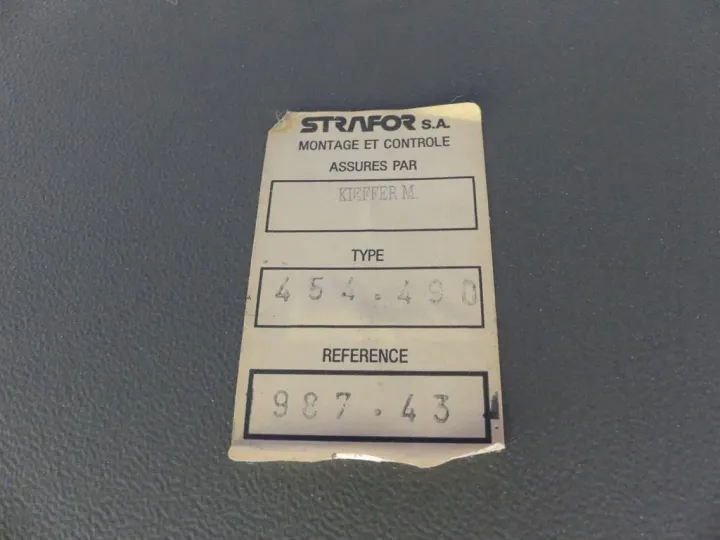 STRAFOR S.A.
MONTAGE ET CONTROLE
ASSURES PAR
KIEFFER M.
TYPE
454.490
REFERENCE
987.43